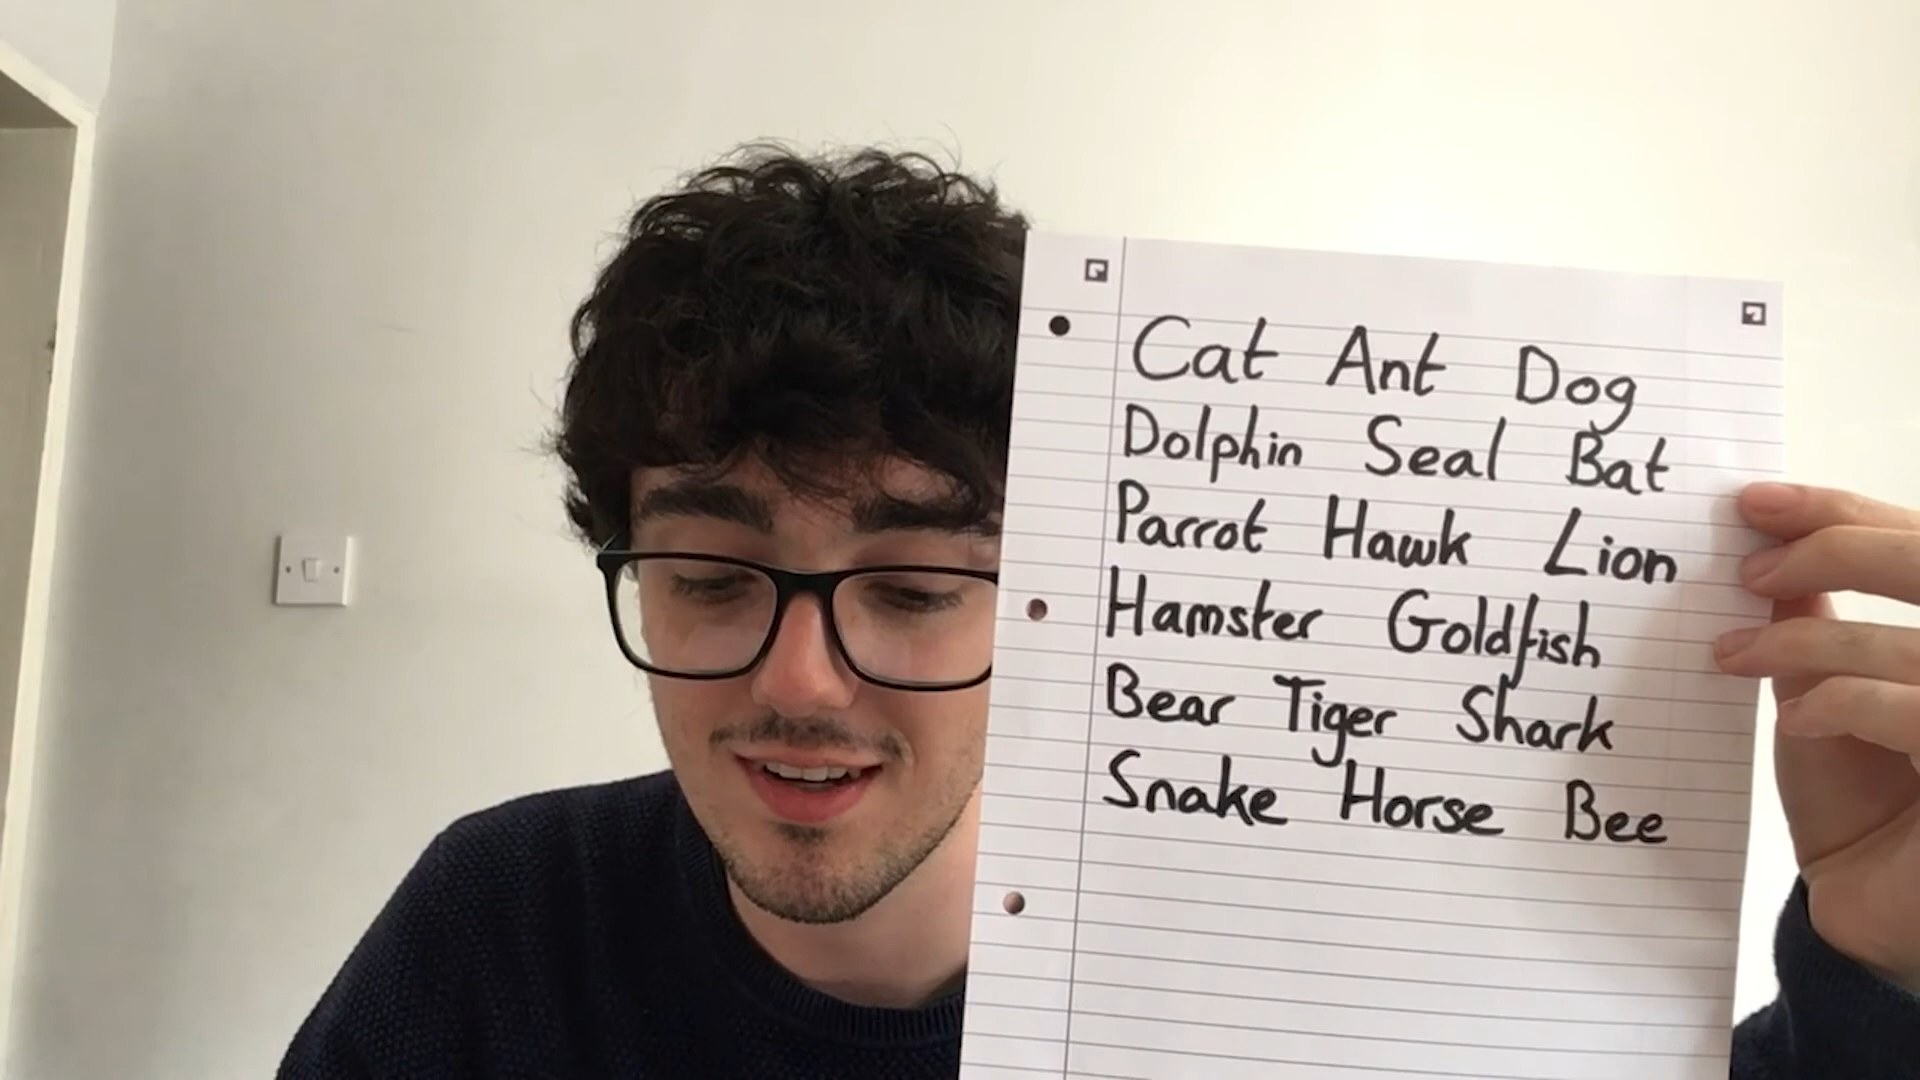 Cat Ant Dog
Dolphin Seal Bat
Parrot Hawk Lion
Hamster Goldfish
Bear Tiger Shark
Snake Horse Bee